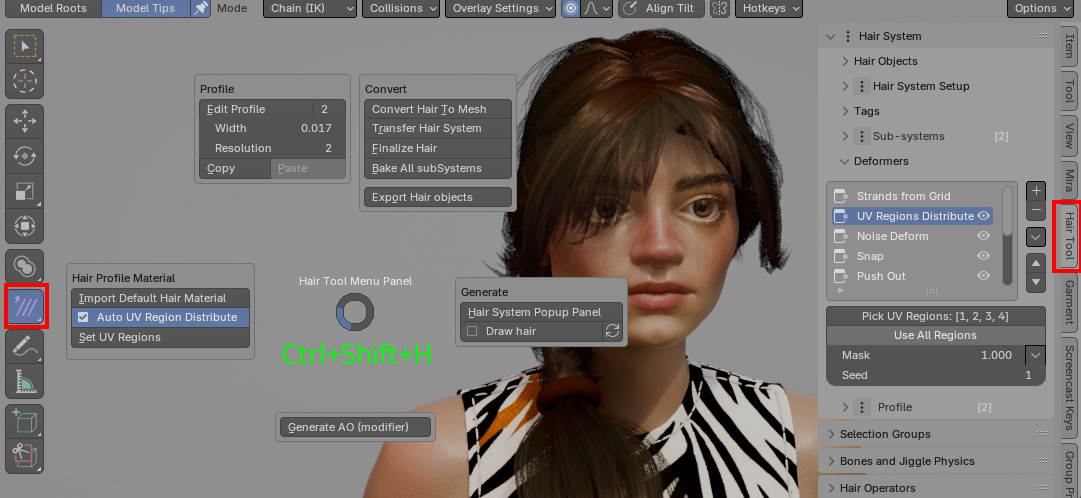 Model Roots
Model Tips
Mode
Chain (IK)
Collisions
Overlay Settings
Align Tilt
Hotkeys
Options
Profile
Edit Profile 2
Width 0.017
Resolution 2
Copy
Paste
Convert
Convert Hair To Mesh
Transfer Hair System
Finalize Hair
Bake All subSystems
Export Hair objects
Hair Profile Material
Import Default Hair Material
Auto UV Region Distribute
Set UV Regions
Hair Tool Menu Panel
Ctrl+Shift+H
Generate
Hair System Popup Panel
Draw hair
Generate AO (modifier)
Hair System
Hair Objects
Hair System Setup
Tags
Sub-systems [2]
Deformers
Strands from Grid
UV Regions Distribute
Noise Deform
Snap
Push Out
Pick UV Regions: [1, 2, 3, 4]
Use All Regions
Mask 1.000
Seed 1
Profile [2]
Selection Groups
Bones and Jiggle Physics
Hair Operators
Item
Tool
View
Mira
Hair Tool
Garment
Screencast Keys
Group Pr